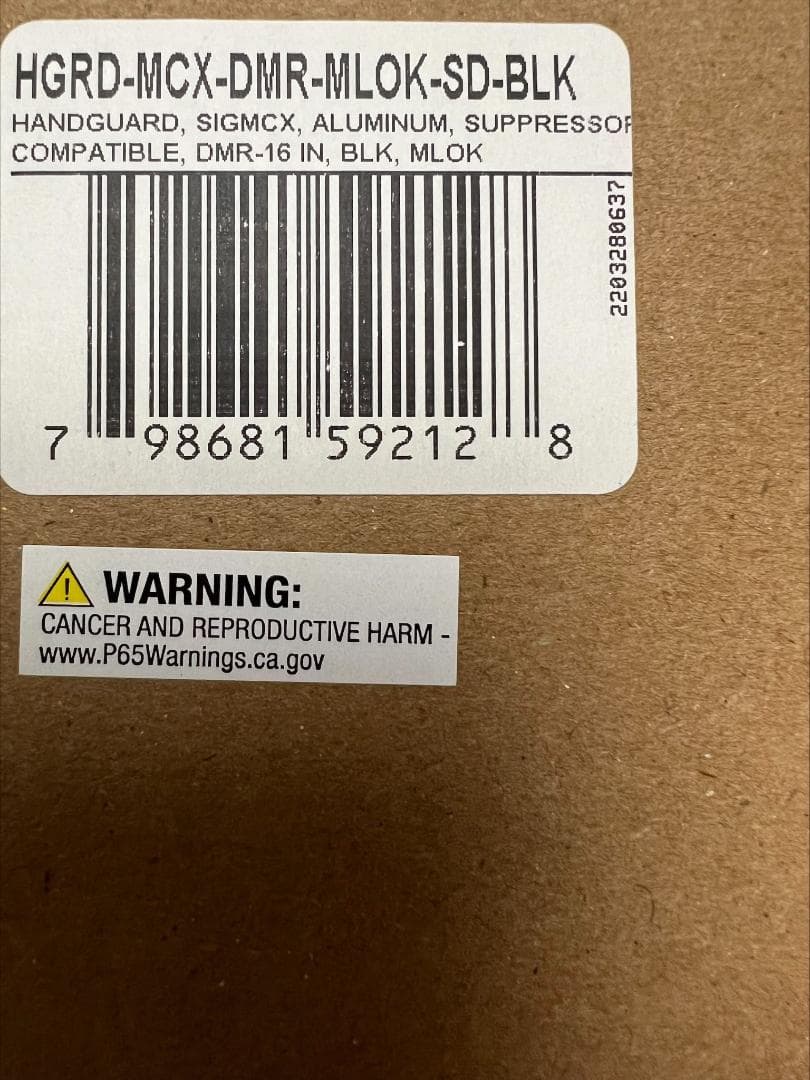 HGRD-MCX-DMR-MLOK-SD-BLK
HANDGUARD, SIGMCX, ALUMINUM, SUPPRESSOR
COMPATIBLE, DMR-16 IN, BLK, MLOK
2203280637
7 98681 59212 8
WARNING:
CANCER AND REPRODUCTIVE HARM -
www.P65Warnings.ca.gov